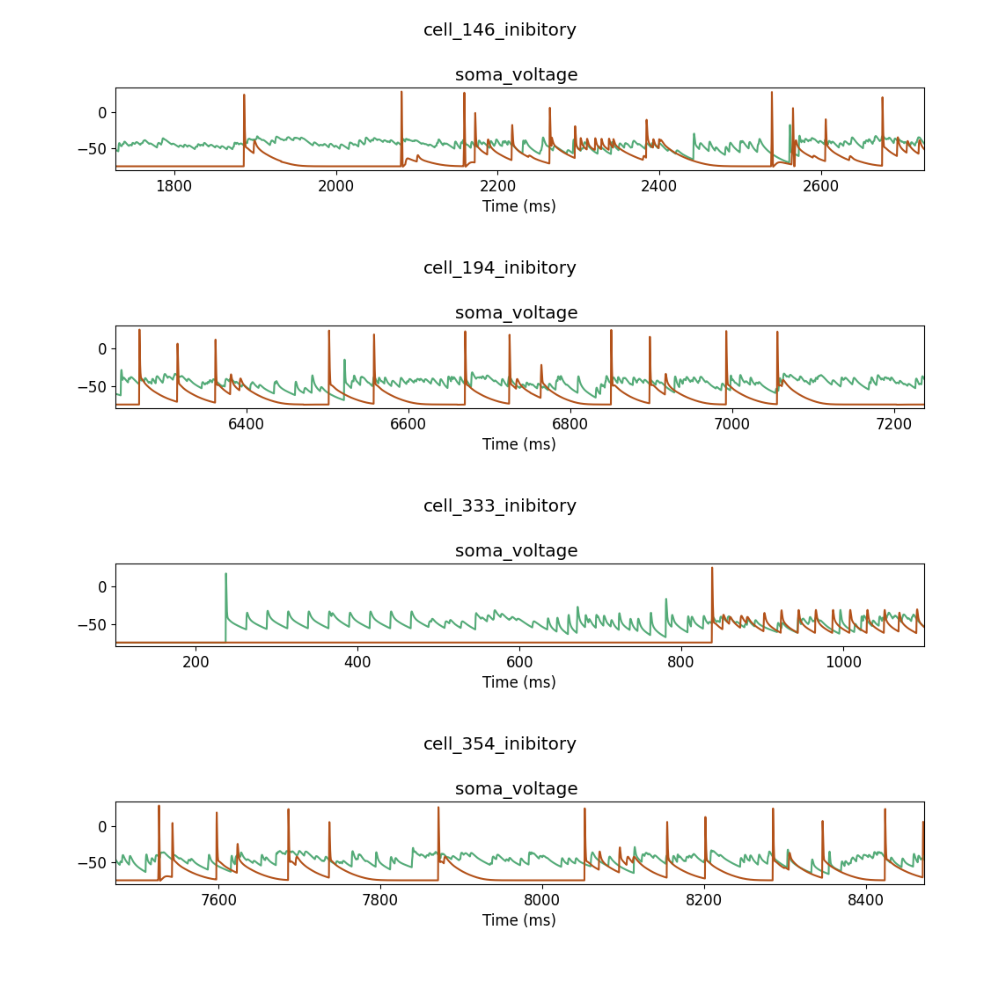 cell_146_inibitory
soma_voltage
0
−50
1800 2000 2200 2400 2600
Time (ms)
cell_194_inibitory
soma_voltage
0
−50
6400 6600 6800 7000 7200
Time (ms)
cell_333_inibitory
soma_voltage
0
−50
200 400 600 800 1000
Time (ms)
cell_354_inibitory
soma_voltage
0
−50
7600 7800 8000 8200 8400
Time (ms)